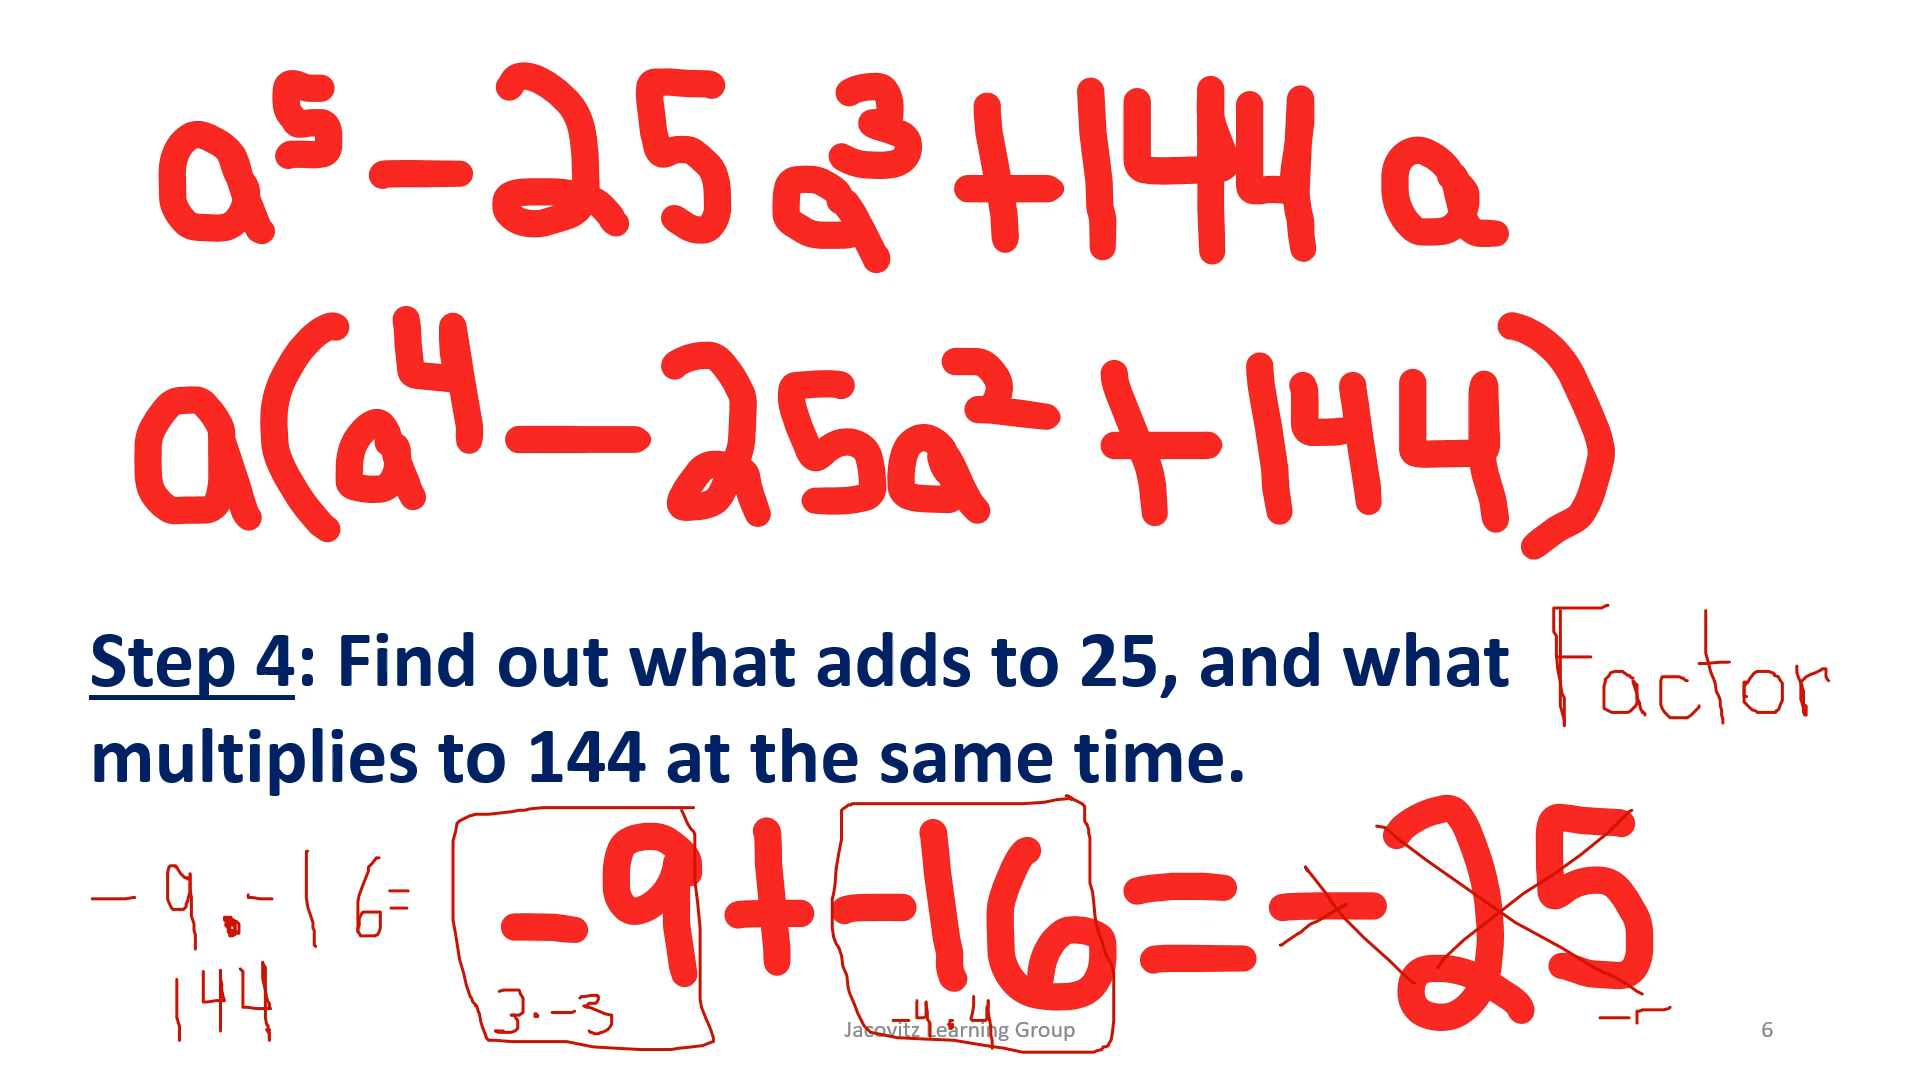 a⁵ - 25a³ + 144a
a(a⁴ - 25a² + 144)
Step 4: Find out what adds to 25, and what Factor
multiplies to 144 at the same time.
-9 . -16 = -9 + -16 = -25
144 3 . -3 -4 . 4
Jacovitz Learning Group 6